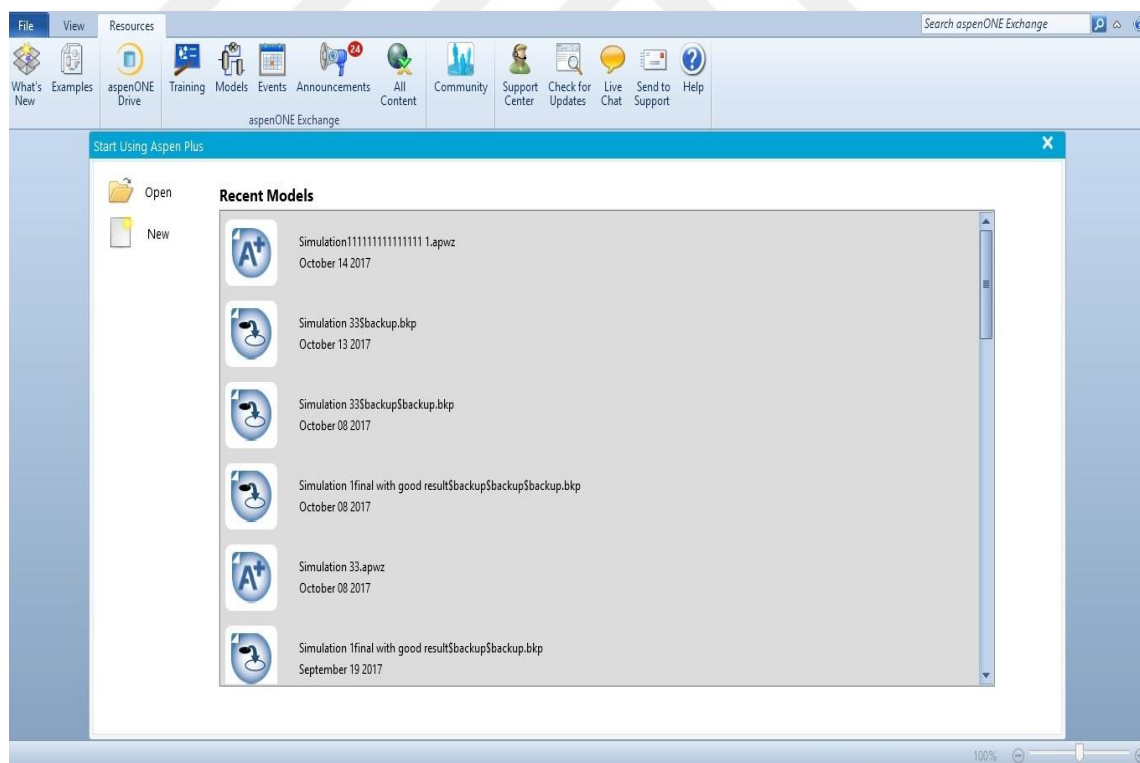 File View Resources Search aspenONE Exchange
What's New Examples aspenONE Drive Training Models Events Announcements 24 All Content Community Support Center Check for Updates Live Chat Send to Support Help
aspenONE Exchange
Start Using Aspen Plus X
Open
New
Recent Models
A+
Simulation111111111111111 1.apwz
October 14 2017
Simulation 33$backup.bkp
October 13 2017
Simulation 33$backup$backup.bkp
October 08 2017
Simulation 1final with good result$backup$backup$backup.bkp
October 08 2017
A+
Simulation 33.apwz
October 08 2017
Simulation 1final with good result$backup$backup.bkp
September 19 2017
100%